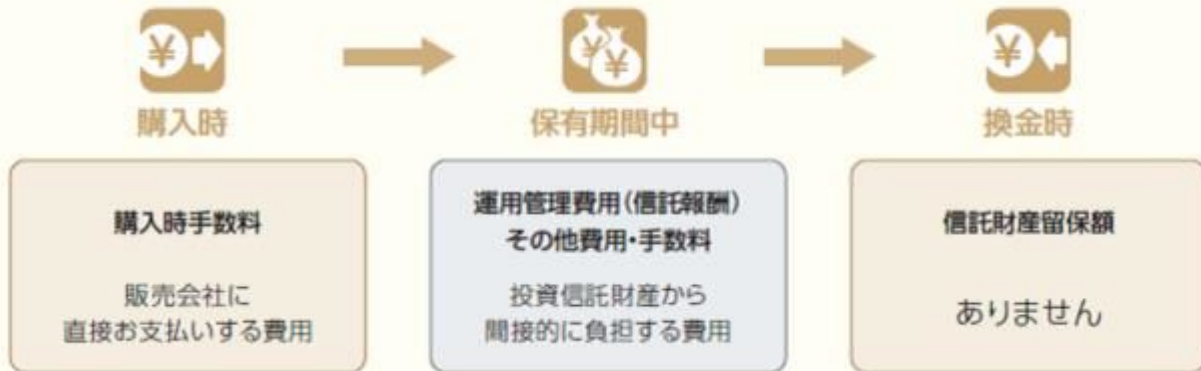 購入時
保有期間中
換金時
購入時手数料
販売会社に
直接お支払いする費用
運用管理費用(信託報酬)
その他費用・手数料
投資信託財産から
間接的に負担する費用
信託財産留保額
ありません